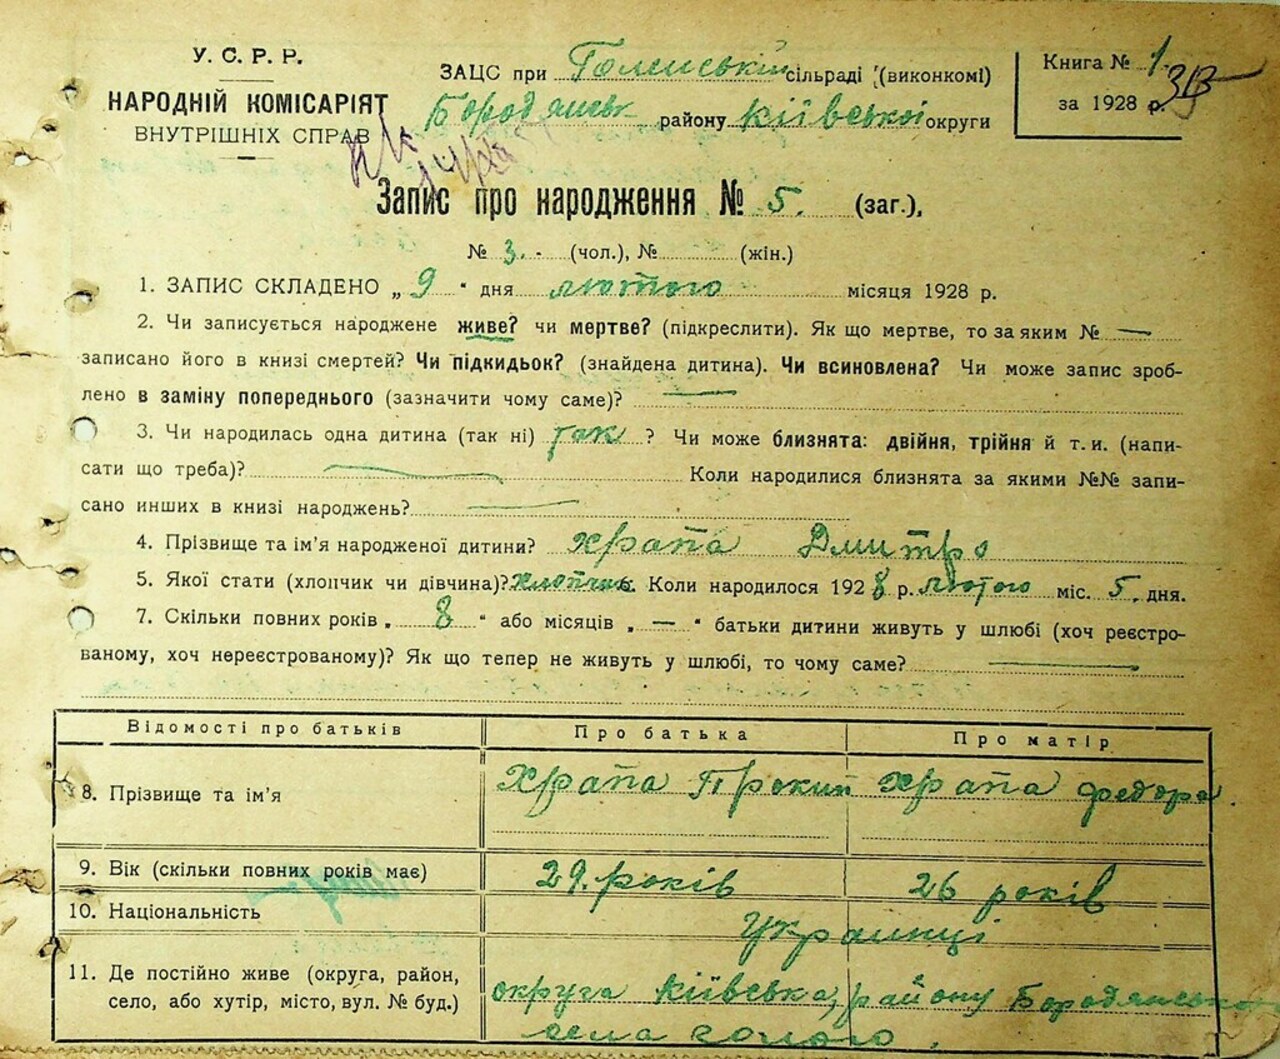 У. С. Р. Р.
НАРОДНІЙ КОМІСАРІЯТ
ВНУТРІШНІХ СПРАВ
ЗАЦС при Голенській сільраді (виконкомі)
Бородянськ району Київської округи
Книга № 1.
за 1928 р.
Запис про народження № 5. (заг.),
№ 3. - (чол.), № (жін.)
1. ЗАПИС СКЛАДЕНО „ 9 “ дня лютого місяця 1928 р.
2. Чи записується народжене живе? чи мертве? (підкреслити). Як що мертве, то за яким № —
записано його в книзі смертей? Чи підкидьок? (знайдена дитина). Чи всиновлена? Чи може запис зроб-
лено в заміну попереднього (зазначити чому саме)? —
3. Чи народилась одна дитина (так ні) так ? Чи може близнята: двійня, трійня й т. и. (напи-
сати що треба)? — Коли народилися близнята за якими №№ запи-
сано инших в книзі народжень? —
4. Прізвище та ім’я народженої дитини? Храпа Дмитро
5. Якої стати (хлопчик чи дівчина)? хлопчик. Коли народилося 1928 р. лютого міс. 5. дня.
7. Скільки повних років „ 8 “ або місяців „ — “ батьки дитини живуть у шлюбі (хоч реєстро-
ваному, хоч нереєстрованому)? Як що тепер не живуть у шлюбі, то чому саме? —
Відомості про батьків Про батька Про матір
8. Прізвище та ім’я Храпа Прокип Храпа Федора.
9. Вік (скільки повних років має) 29. років 26 років
10. Національність Украинці
11. Де постійно живе (округа, район,
село, або хутір, місто, вул. № буд.)
округа Київська, району Бородянсько
села голого.